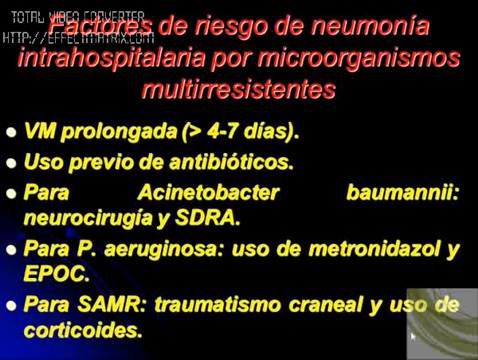 TOTAL VIDEO CONVERTER
HTTP://EFFECTMATRIX.COM
Factores de riesgo de neumonía
intrahospitalaria por microorganismos
multirresistentes
• VM prolongada (> 4-7 días).
• Uso previo de antibióticos.
• Para Acinetobacter baumannii:
neurocirugía y SDRA.
• Para P. aeruginosa: uso de metronidazol y
EPOC.
• Para SAMR: traumatismo craneal y uso de
corticoides.